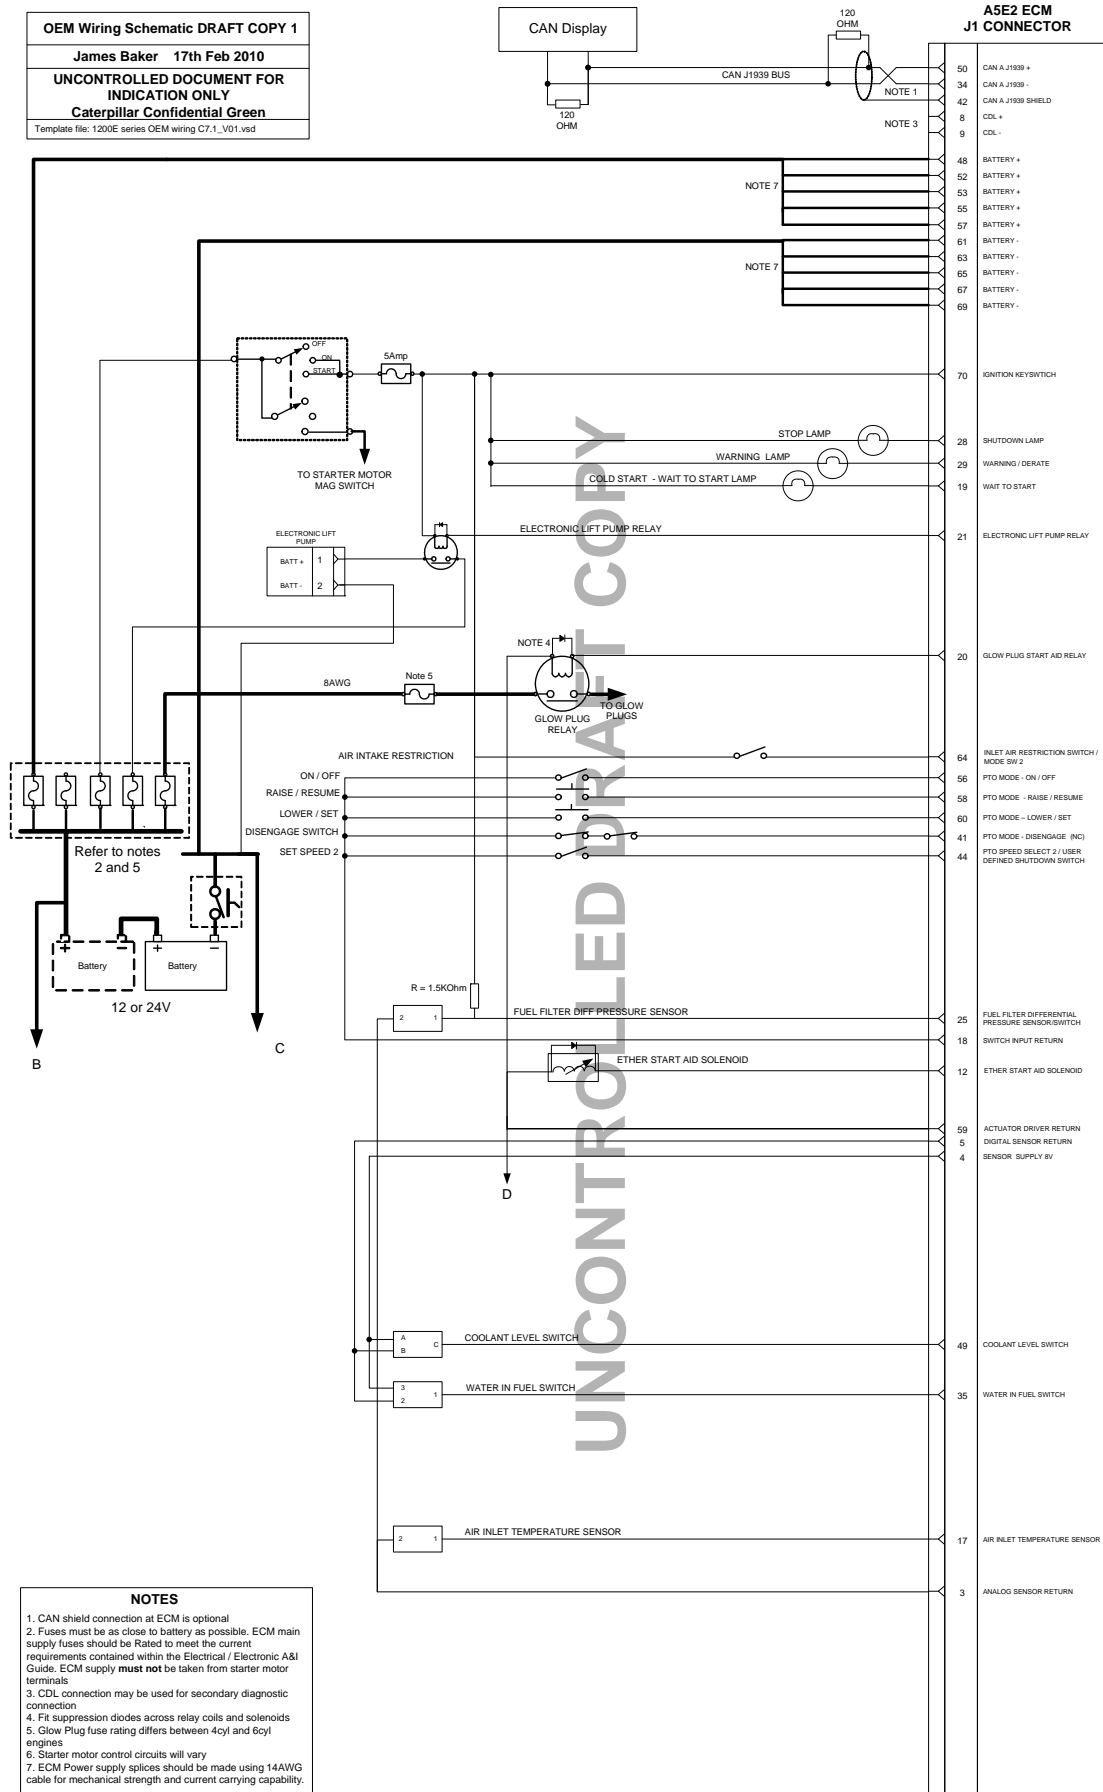 OEM Wiring Schematic DRAFT COPY 1
James Baker 17th Feb 2010
UNCONTROLLED DOCUMENT FOR
INDICATION ONLY
Caterpillar Confidential Green
Template file: 1200E series OEM wiring C7.1_V01.vsd
CAN Display
120
OHM
A5E2 ECM
J1 CONNECTOR
CAN J1939 BUS
120
OHM
NOTE 1
NOTE 3
50 CAN A J1939 +
34 CAN A J1939 -
42 CAN A J1939 SHIELD
8 CDL +
9 CDL -
NOTE 7
48 BATTERY +
52 BATTERY +
53 BATTERY +
55 BATTERY +
57 BATTERY +
NOTE 7
61 BATTERY -
63 BATTERY -
65 BATTERY -
67 BATTERY -
69 BATTERY -
OFF
ON
START
5Amp
70 IGNITION KEYSWTICH
TO STARTER MOTOR
MAG SWITCH
STOP LAMP
28 SHUTDOWN LAMP
WARNING LAMP
29 WARNING / DERATE
COLD START - WAIT TO START LAMP
19 WAIT TO START
ELECTRONIC LIFT PUMP RELAY
21 ELECTRONIC LIFT PUMP RELAY
ELECTRONIC LIFT
PUMP
BATT + 1
BATT - 2
NOTE 4
20 GLOW PLUG START AID RELAY
8AWG
Note 5
TO GLOW
PLUGS
GLOW PLUG
RELAY
AIR INTAKE RESTRICTION
64 INLET AIR RESTRICTION SWITCH /
MODE SW 2
ON / OFF
56 PTO MODE - ON / OFF
RAISE / RESUME
58 PTO MODE - RAISE / RESUME
LOWER / SET
60 PTO MODE – LOWER / SET
DISENGAGE SWITCH
41 PTO MODE - DISENGAGE (NC)
SET SPEED 2
44 PTO SPEED SELECT 2 / USER
DEFINED SHUTDOWN SWITCH
Refer to notes
2 and 5
+ - + -
Battery
Battery
12 or 24V
B
C
R = 1.5KOhm
2 1
FUEL FILTER DIFF PRESSURE SENSOR
25 FUEL FILTER DIFFERENTIAL
PRESSURE SENSOR/SWITCH
18 SWITCH INPUT RETURN
ETHER START AID SOLENOID
12 ETHER START AID SOLENOID
59 ACTUATOR DRIVER RETURN
5 DIGITAL SENSOR RETURN
4 SENSOR SUPPLY 8V
D
A
B
C
COOLANT LEVEL SWITCH
49 COOLANT LEVEL SWITCH
3
2
1
WATER IN FUEL SWITCH
35 WATER IN FUEL SWITCH
2 1
AIR INLET TEMPERATURE SENSOR
17 AIR INLET TEMPERATURE SENSOR
3 ANALOG SENSOR RETURN
UNCONTROLLED DRAFT COPY
NOTES
1. CAN shield connection at ECM is optional
2. Fuses must be as close to battery as possible. ECM main
supply fuses should be Rated to meet the current
requirements contained within the Electrical / Electronic A&I
Guide. ECM supply must not be taken from starter motor
terminals
3. CDL connection may be used for secondary diagnostic
connection
4. Fit suppression diodes across relay coils and solenoids
5. Glow Plug fuse rating differs between 4cyl and 6cyl
engines
6. Starter motor control circuits will vary
7. ECM Power supply splices should be made using 14AWG
cable for mechanical strength and current carrying capability.